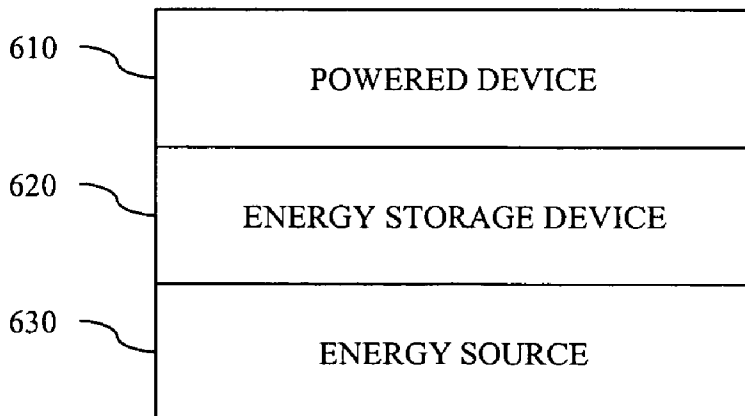 610
POWERED DEVICE
620
ENERGY STORAGE DEVICE
630
ENERGY SOURCE